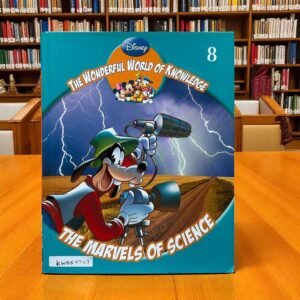 Disney
8
THE WONDERFUL WORLD OF KNOWLEDGE
THE MARVELS OF SCIENCE